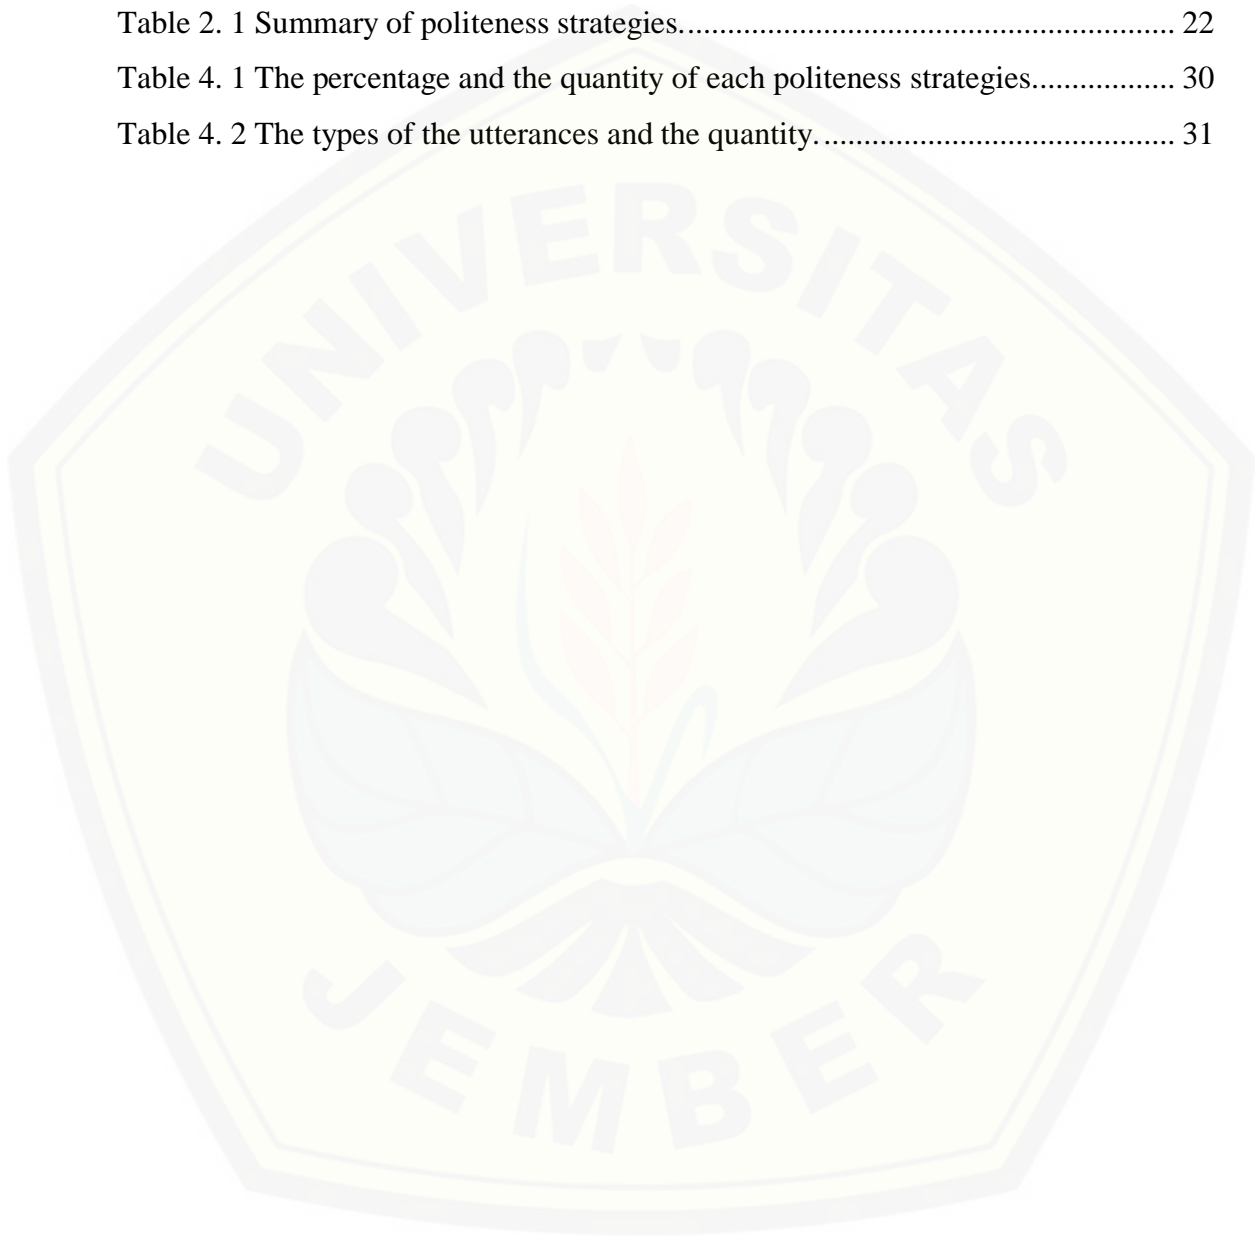 Table 2. 1 Summary of politeness strategies. ........................................................ 22
Table 4. 1 The percentage and the quantity of each politeness strategies. ................ 30
Table 4. 2 The types of the utterances and the quantity. ......................................... 31
UNIVERSITAS
JEMBER